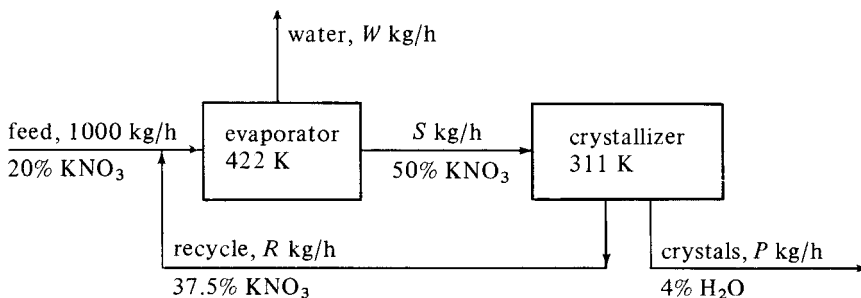 water, W kg/h
feed, 1000 kg/h
20% KNO₃
evaporator
422 K
S kg/h
50% KNO₃
crystallizer
311 K
recycle, R kg/h
37.5% KNO₃
crystals, P kg/h
4% H₂O